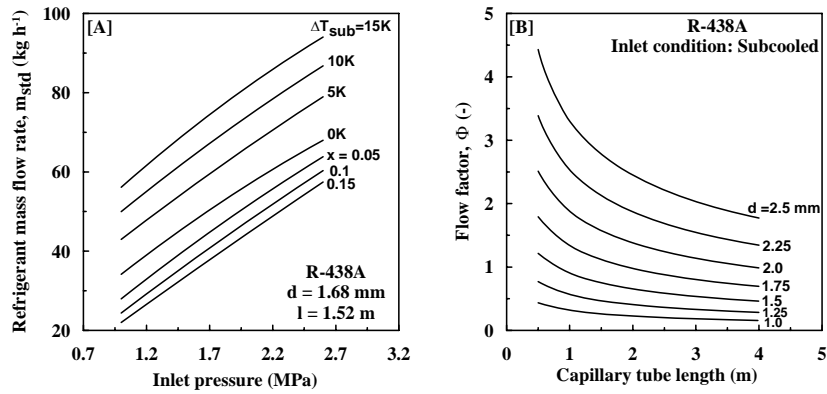 [A]
ΔTsub=15K
10K
5K
0K
x = 0.05
0.1
0.15
R-438A
d = 1.68 mm
l = 1.52 m
Refrigerant mass flow rate, mstd (kg h-1)
100
80
60
40
20
0.7 1.2 1.7 2.2 2.7 3.2
Inlet pressure (MPa)
[B]
R-438A
Inlet condition: Subcooled
d =2.5 mm
2.25
2.0
1.75
1.5
1.25
1.0
Flow factor, Φ (-)
5
4
3
2
1
0
0 1 2 3 4 5
Capillary tube length (m)